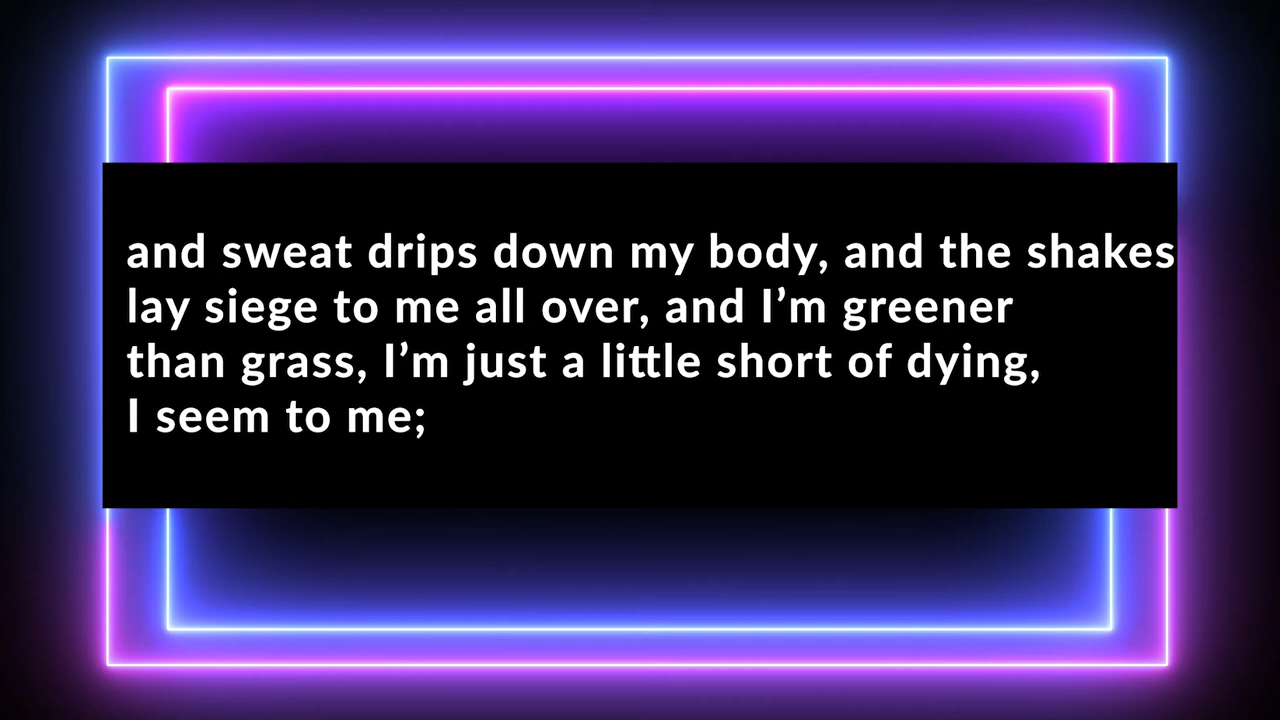 and sweat drips down my body, and the shakes
lay siege to me all over, and I’m greener
than grass, I’m just a little short of dying,
I seem to me;